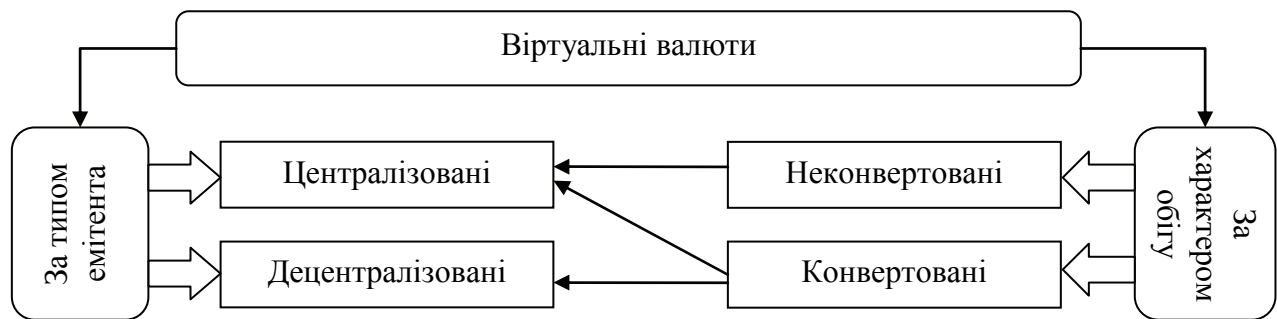 Віртуальні валюти
За типом
емітента
Централізовані
Неконвертовані
За
характером
обігу
Децентралізовані
Конвертовані